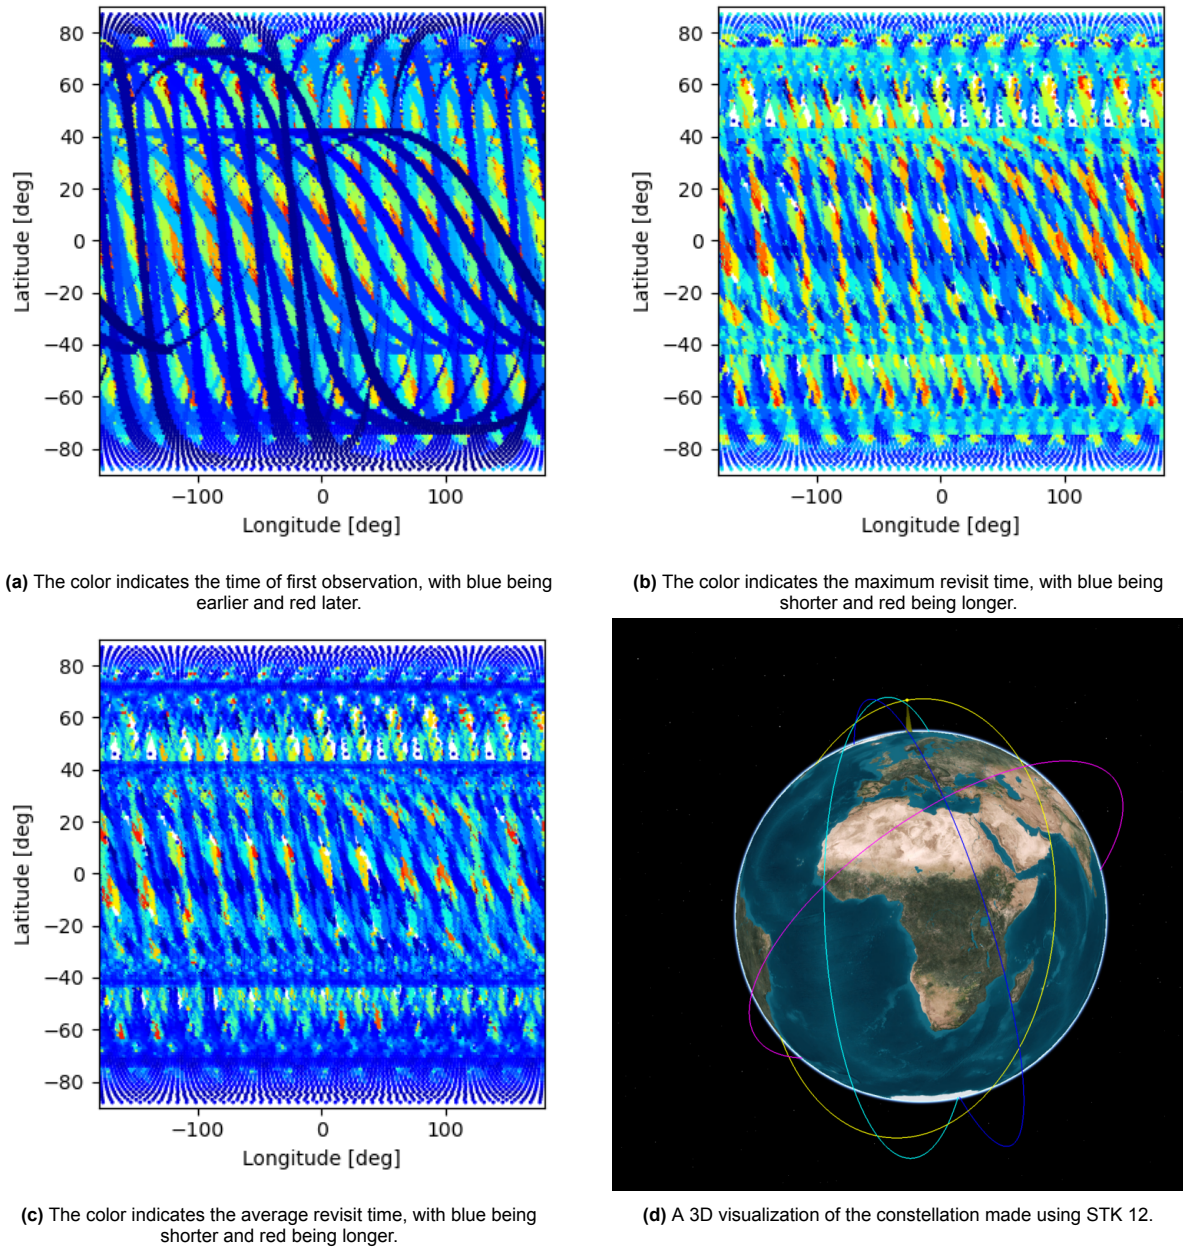 80
60
40
20
0
−20
−40
−60
−80
Latitude [deg]
−100
0
100
Longitude [deg]
80
60
40
20
0
−20
−40
−60
−80
Latitude [deg]
−100
0
100
Longitude [deg]
(a) The color indicates the time of first observation, with blue being
earlier and red later.
(b) The color indicates the maximum revisit time, with blue being
shorter and red being longer.
80
60
40
20
0
−20
−40
−60
−80
Latitude [deg]
−100
0
100
Longitude [deg]
(c) The color indicates the average revisit time, with blue being
shorter and red being longer.
(d) A 3D visualization of the constellation made using STK 12.